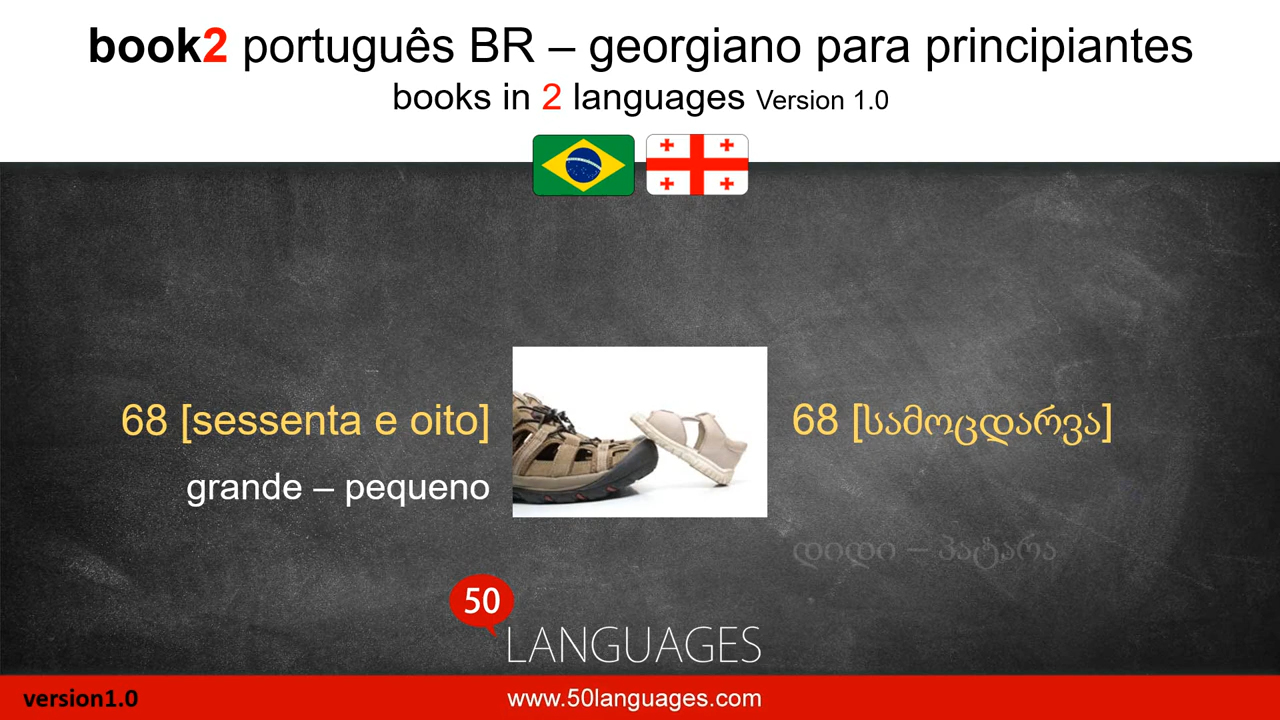 book2 português BR – georgiano para principiantes
books in 2 languages Version 1.0
68 [sessenta e oito]
grande – pequeno
68 [სამოცდარვა]
დიდი – პატარა
50
LANGUAGES
version1.0
www.50languages.com